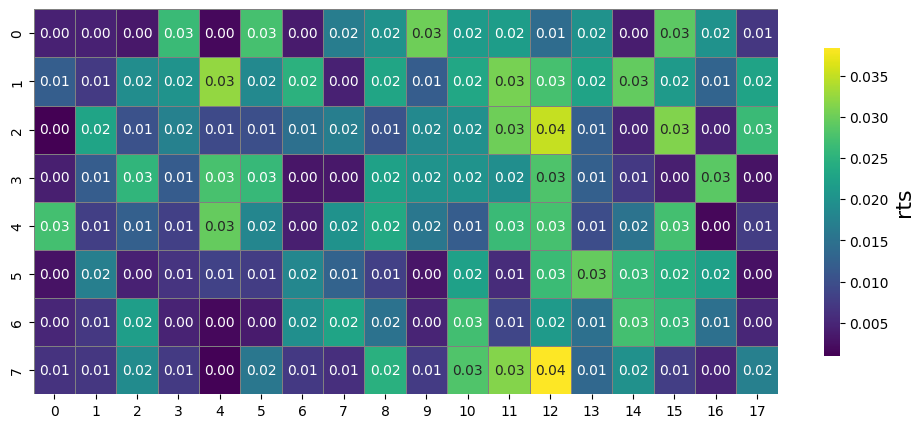 0 0.00 0.00 0.00 0.03 0.00 0.03 0.00 0.02 0.02 0.03 0.02 0.02 0.01 0.02 0.00 0.03 0.02 0.01
1 0.01 0.01 0.02 0.02 0.03 0.02 0.02 0.00 0.02 0.01 0.02 0.03 0.03 0.02 0.03 0.02 0.01 0.02
2 0.00 0.02 0.01 0.02 0.01 0.01 0.01 0.02 0.01 0.02 0.02 0.03 0.04 0.01 0.00 0.03 0.00 0.03
3 0.00 0.01 0.03 0.01 0.03 0.03 0.00 0.00 0.02 0.02 0.02 0.02 0.03 0.01 0.01 0.00 0.03 0.00
4 0.03 0.01 0.01 0.01 0.03 0.02 0.00 0.02 0.02 0.02 0.01 0.03 0.03 0.01 0.02 0.03 0.00 0.01
5 0.00 0.02 0.00 0.01 0.01 0.01 0.02 0.01 0.01 0.00 0.02 0.01 0.03 0.03 0.03 0.02 0.02 0.00
6 0.00 0.01 0.02 0.00 0.00 0.00 0.02 0.02 0.02 0.00 0.03 0.01 0.02 0.01 0.03 0.03 0.01 0.00
7 0.01 0.01 0.02 0.01 0.00 0.02 0.01 0.01 0.02 0.01 0.03 0.03 0.04 0.01 0.02 0.01 0.00 0.02
0 1 2 3 4 5 6 7 8 9 10 11 12 13 14 15 16 17
0.035
0.030
0.025
0.020
0.015
0.010
0.005
rts